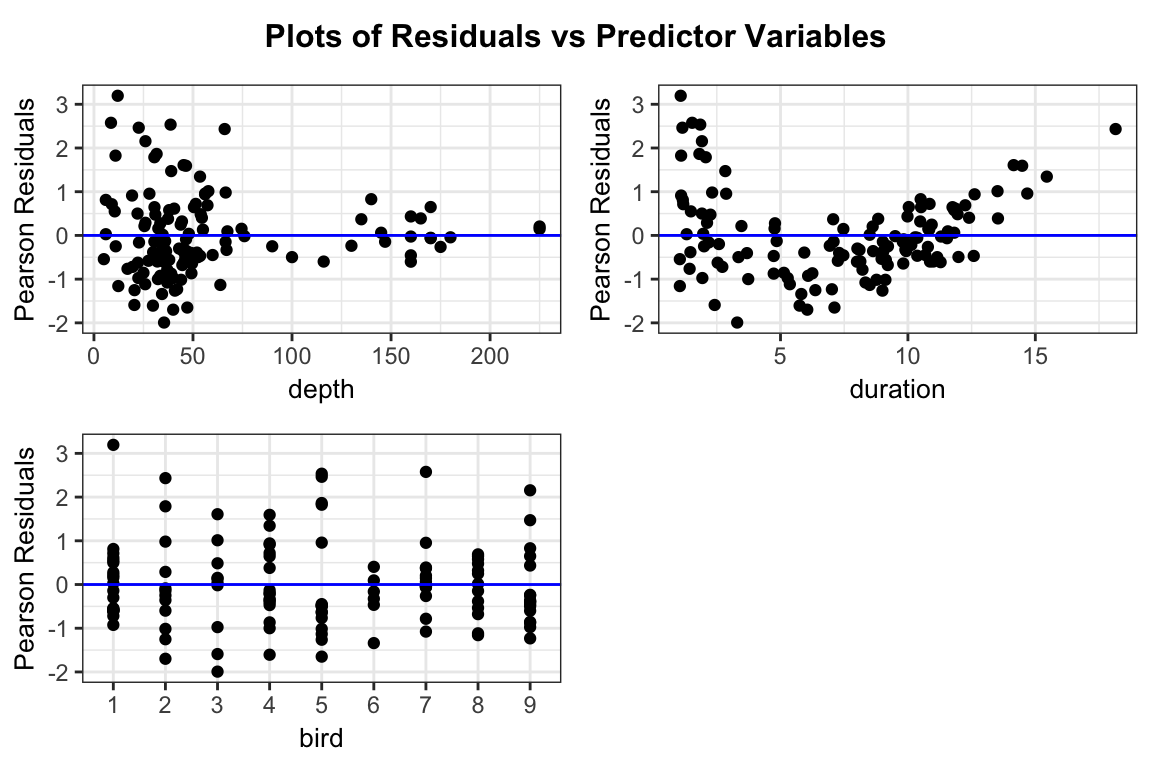 Plots of Residuals vs Predictor Variables
Pearson Residuals
3
2
1
0
-1
-2
0 50 100 150 200
depth
Pearson Residuals
3
2
1
0
-1
-2
5 10 15
duration
Pearson Residuals
3
2
1
0
-1
-2
1 2 3 4 5 6 7 8 9
bird